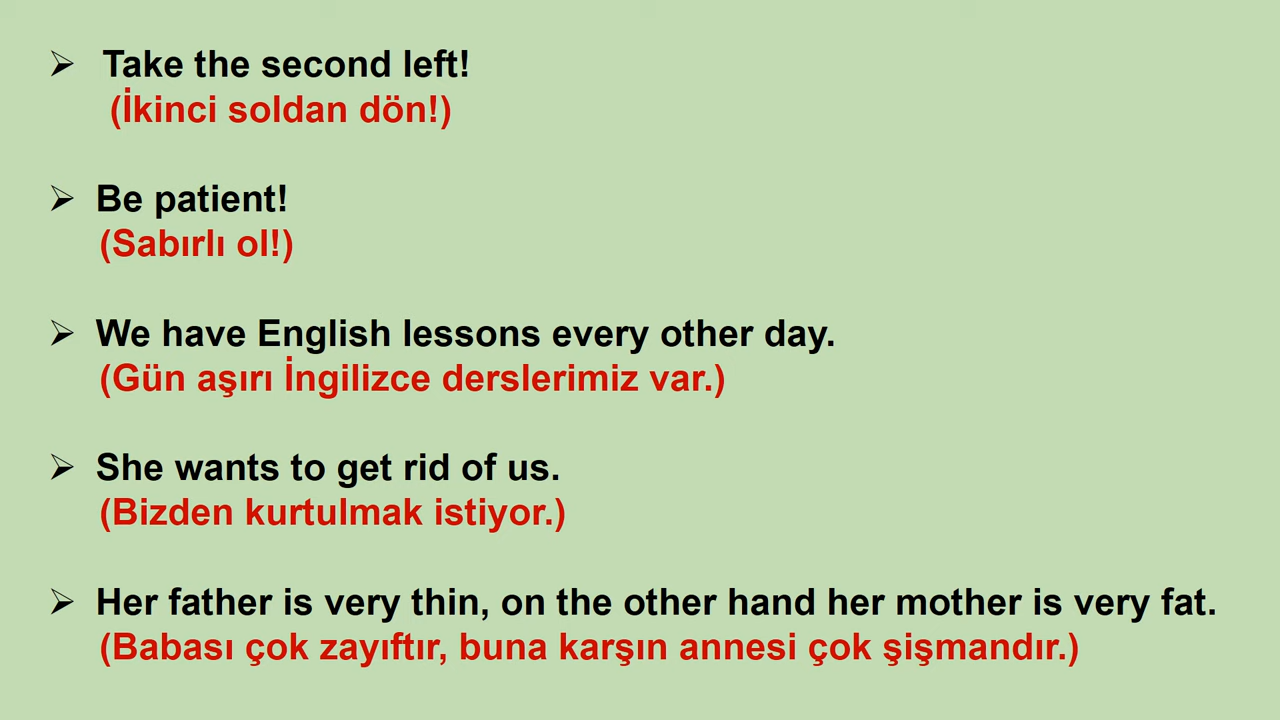 ➢ Take the second left!
(İkinci soldan dön!)
➢ Be patient!
(Sabırlı ol!)
➢ We have English lessons every other day.
(Gün aşırı İngilizce derslerimiz var.)
➢ She wants to get rid of us.
(Bizden kurtulmak istiyor.)
➢ Her father is very thin, on the other hand her mother is very fat.
(Babası çok zayıftır, buna karşın annesi çok şişmandır.)